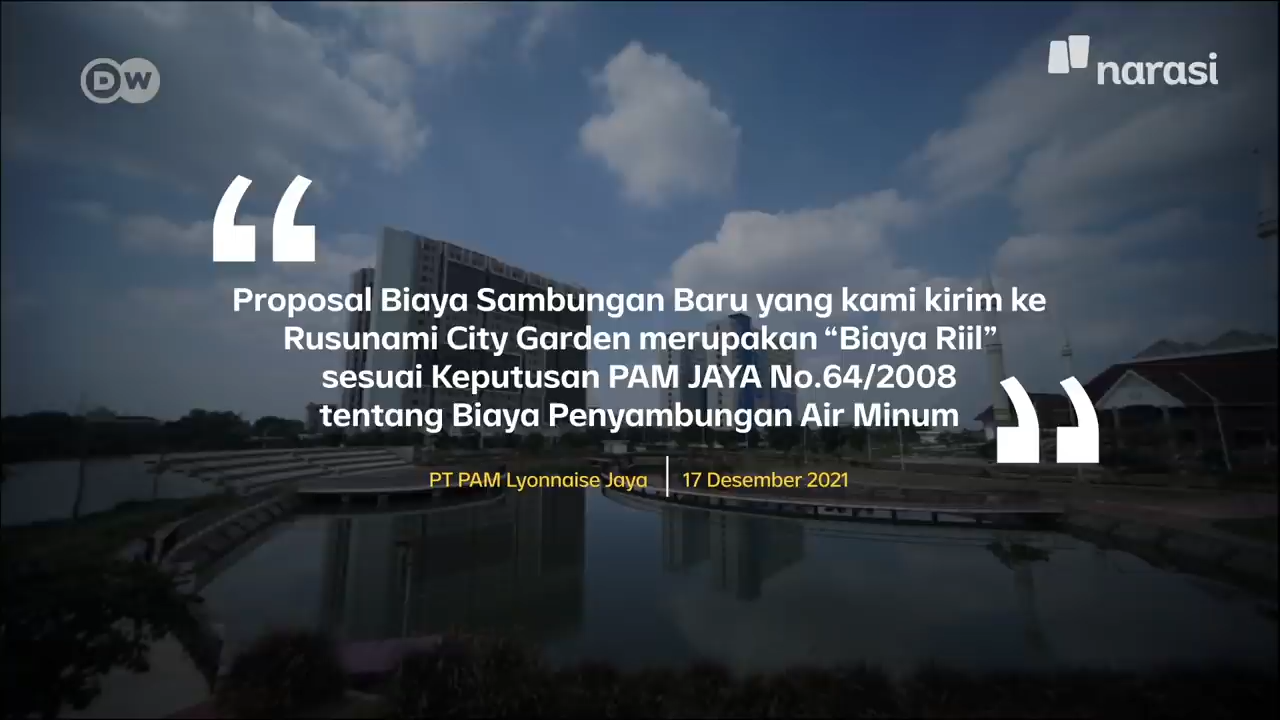 DW
narasi
“
Proposal Biaya Sambungan Baru yang kami kirim ke
Rusunami City Garden merupakan “Biaya Riil”
sesuai Keputusan PAM JAYA No.64/2008
tentang Biaya Penyambungan Air Minum
”
PT PAM Lyonnaise Jaya | 17 Desember 2021